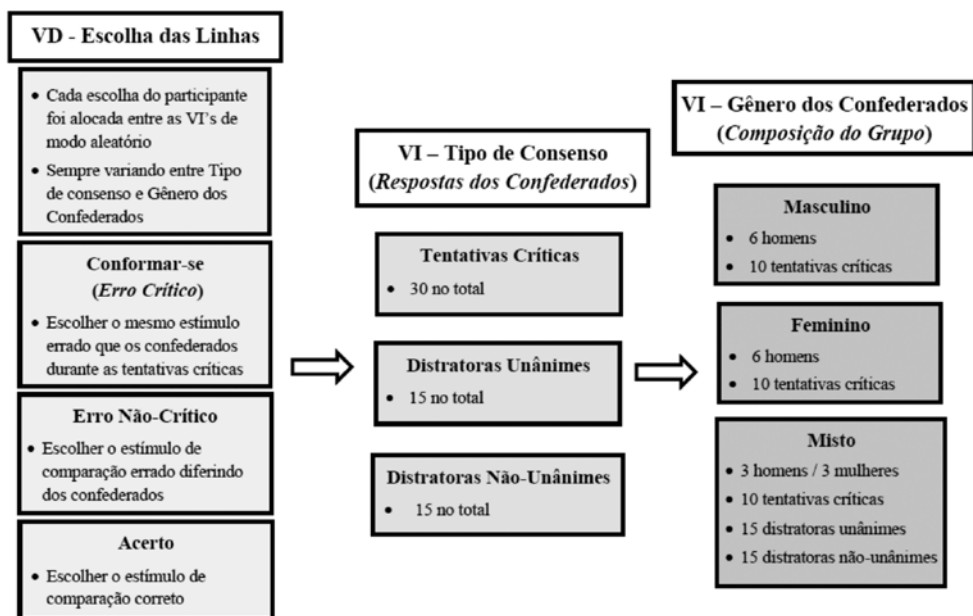 VD - Escolha das Linhas
• Cada escolha do participante
foi alocada entre as VI's de
modo aleatório
• Sempre variando entre Tipo
de consenso e Gênero dos
Confederados
Conformar-se
(Erro Crítico)
• Escolher o mesmo estímulo
errado que os confederados
durante as tentativas críticas
Erro Não-Crítico
• Escolher o estímulo de
comparação errado diferindo
dos confederados
Acerto
• Escolher o estímulo de
comparação correto
VI – Tipo de Consenso
(Respostas dos Confederados)
Tentativas Críticas
• 30 no total
Distratoras Unânimes
• 15 no total
Distratoras Não-Unânimes
• 15 no total
VI – Gênero dos Confederados
(Composição do Grupo)
Masculino
• 6 homens
• 10 tentativas críticas
Feminino
• 6 homens
• 10 tentativas críticas
Misto
• 3 homens / 3 mulheres
• 10 tentativas críticas
• 15 distratoras unânimes
• 15 distratoras não-unânimes